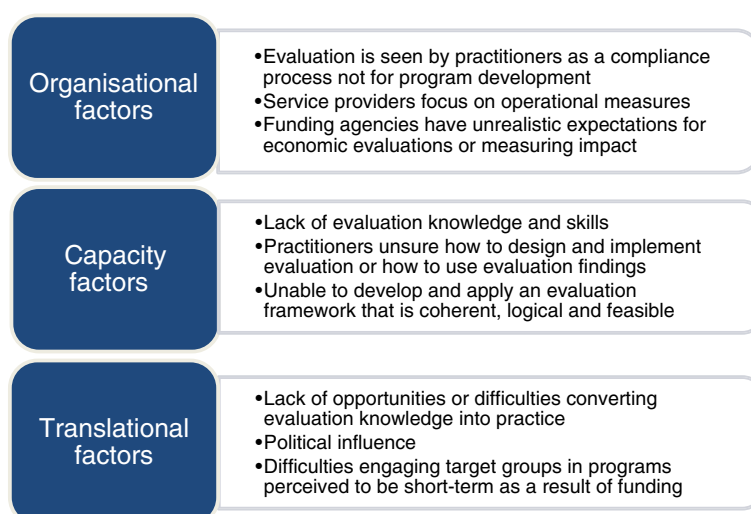 Organisational
factors
•Evaluation is seen by practitioners as a compliance
process not for program development
•Service providers focus on operational measures
•Funding agencies have unrealistic expectations for
economic evaluations or measuring impact
Capacity
factors
•Lack of evaluation knowledge and skills
•Practitioners unsure how to design and implement
evaluation or how to use evaluation findings
•Unable to develop and apply an evaluation
framework that is coherent, logical and feasible
Translational
factors
•Lack of opportunities or difficulties converting
evaluation knowledge into practice
•Political influence
•Difficulties engaging target groups in programs
perceived to be short-term as a result of funding